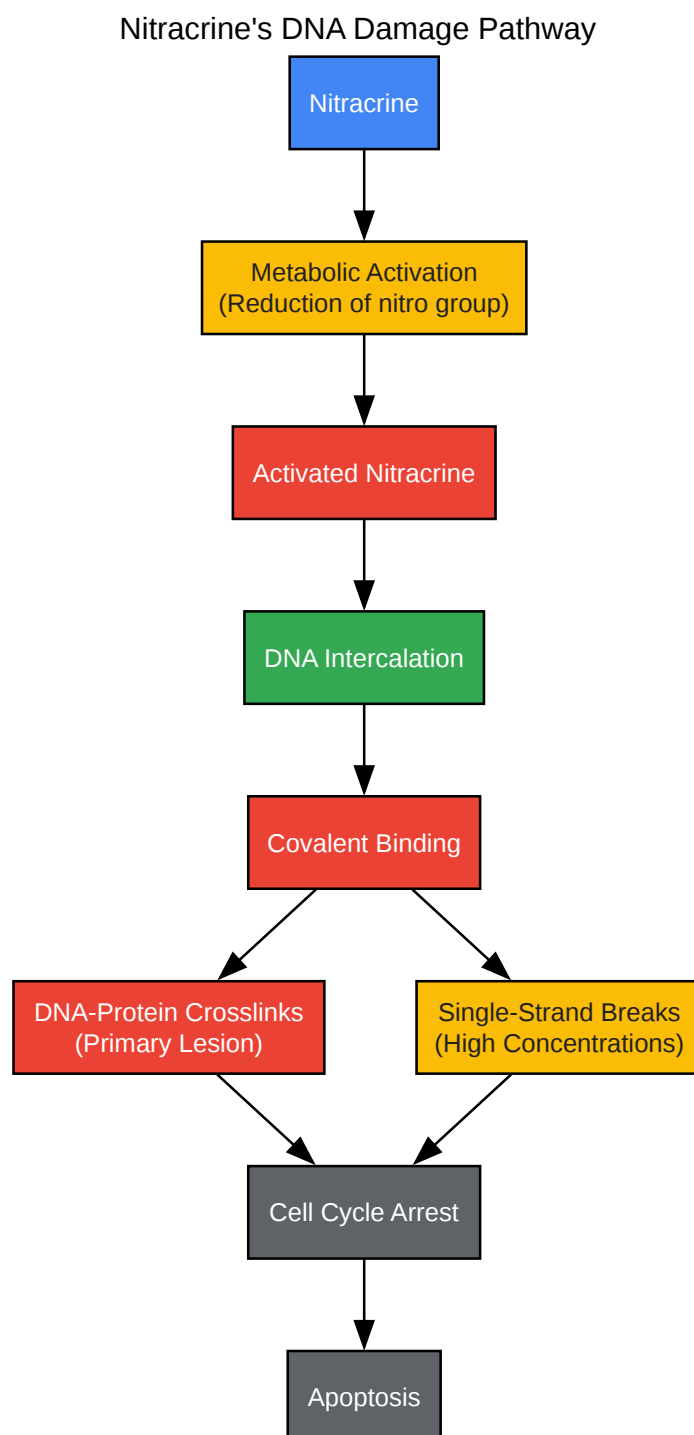 Nitracrine's DNA Damage Pathway
Nitracrine
Metabolic Activation
(Reduction of nitro group)
Activated Nitracrine
DNA Intercalation
Covalent Binding
DNA-Protein Crosslinks
(Primary Lesion)
Single-Strand Breaks
(High Concentrations)
Cell Cycle Arrest
Apoptosis